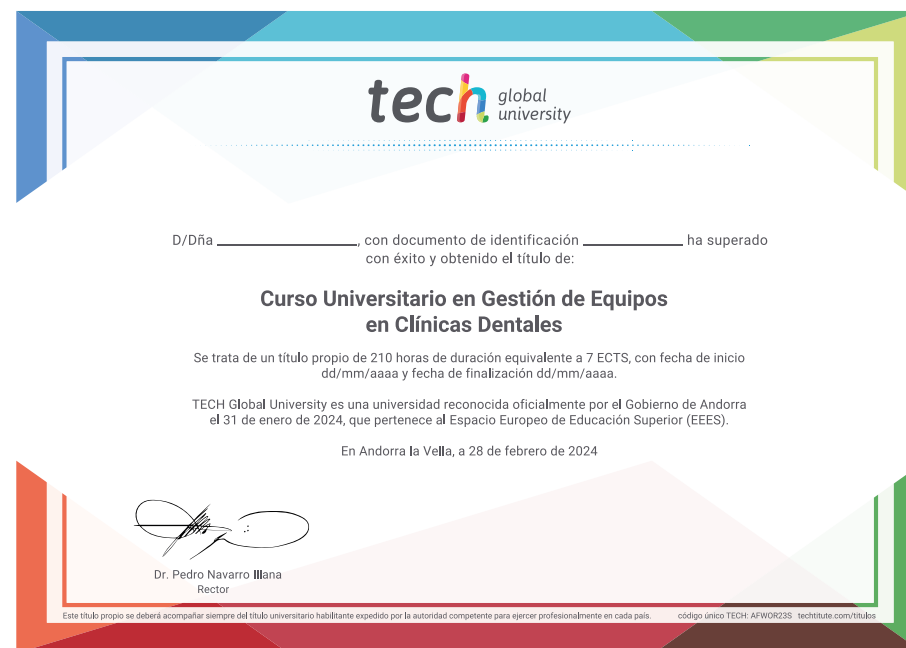 tech global university
D/Dña ____________________, con documento de identificación ______________ ha superado
con éxito y obtenido el título de:
Curso Universitario en Gestión de Equipos
en Clínicas Dentales
Se trata de un título propio de 210 horas de duración equivalente a 7 ECTS, con fecha de inicio
dd/mm/aaaa y fecha de finalización dd/mm/aaaa.
TECH Global University es una universidad reconocida oficialmente por el Gobierno de Andorra
el 31 de enero de 2024, que pertenece al Espacio Europeo de Educación Superior (EEES).
En Andorra la Vella, a 28 de febrero de 2024
Dr. Pedro Navarro Illana
Rector
Este título propio se deberá acompañar siempre del título universitario habilitante expedido por la autoridad competente para ejercer profesionalmente en cada país. código único TECH: AFWOR23S techtitute.com/titulos